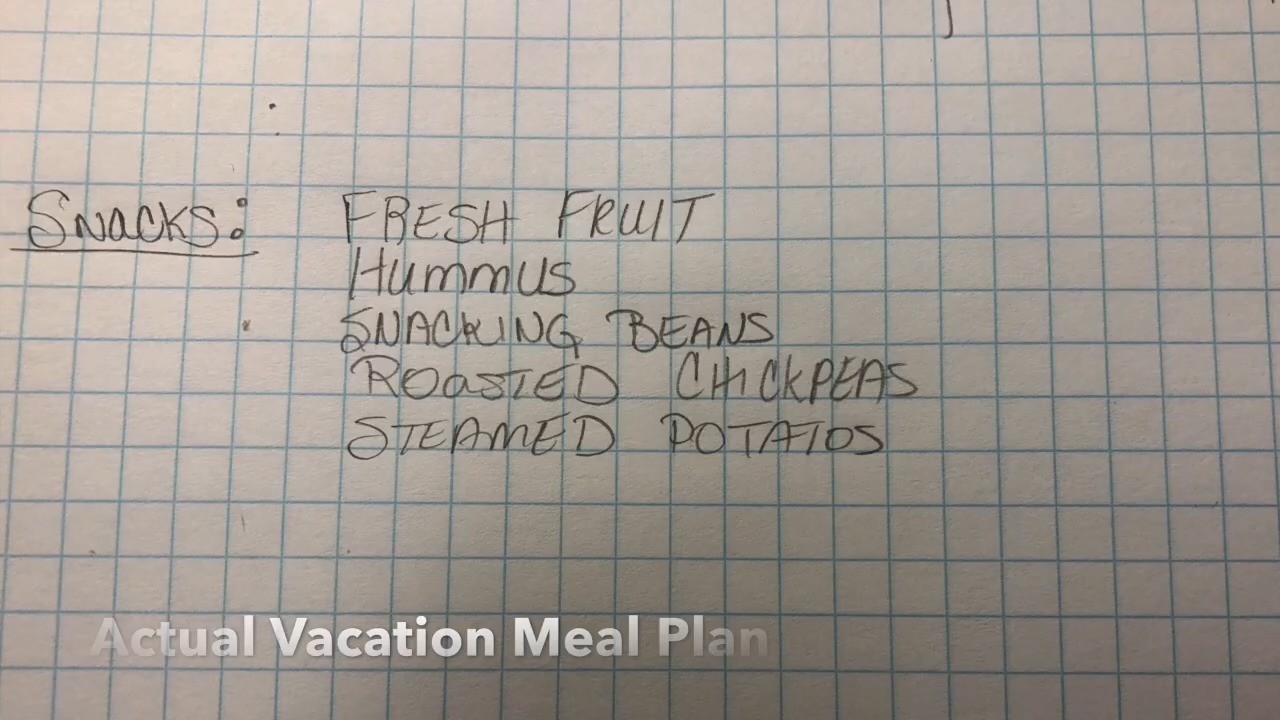 Snacks: FRESH FRUIT
Hummus
SNACKING BEANS
ROASTED CHICKPEAS
STEAMED POTATOS
Actual Vacation Meal Plan